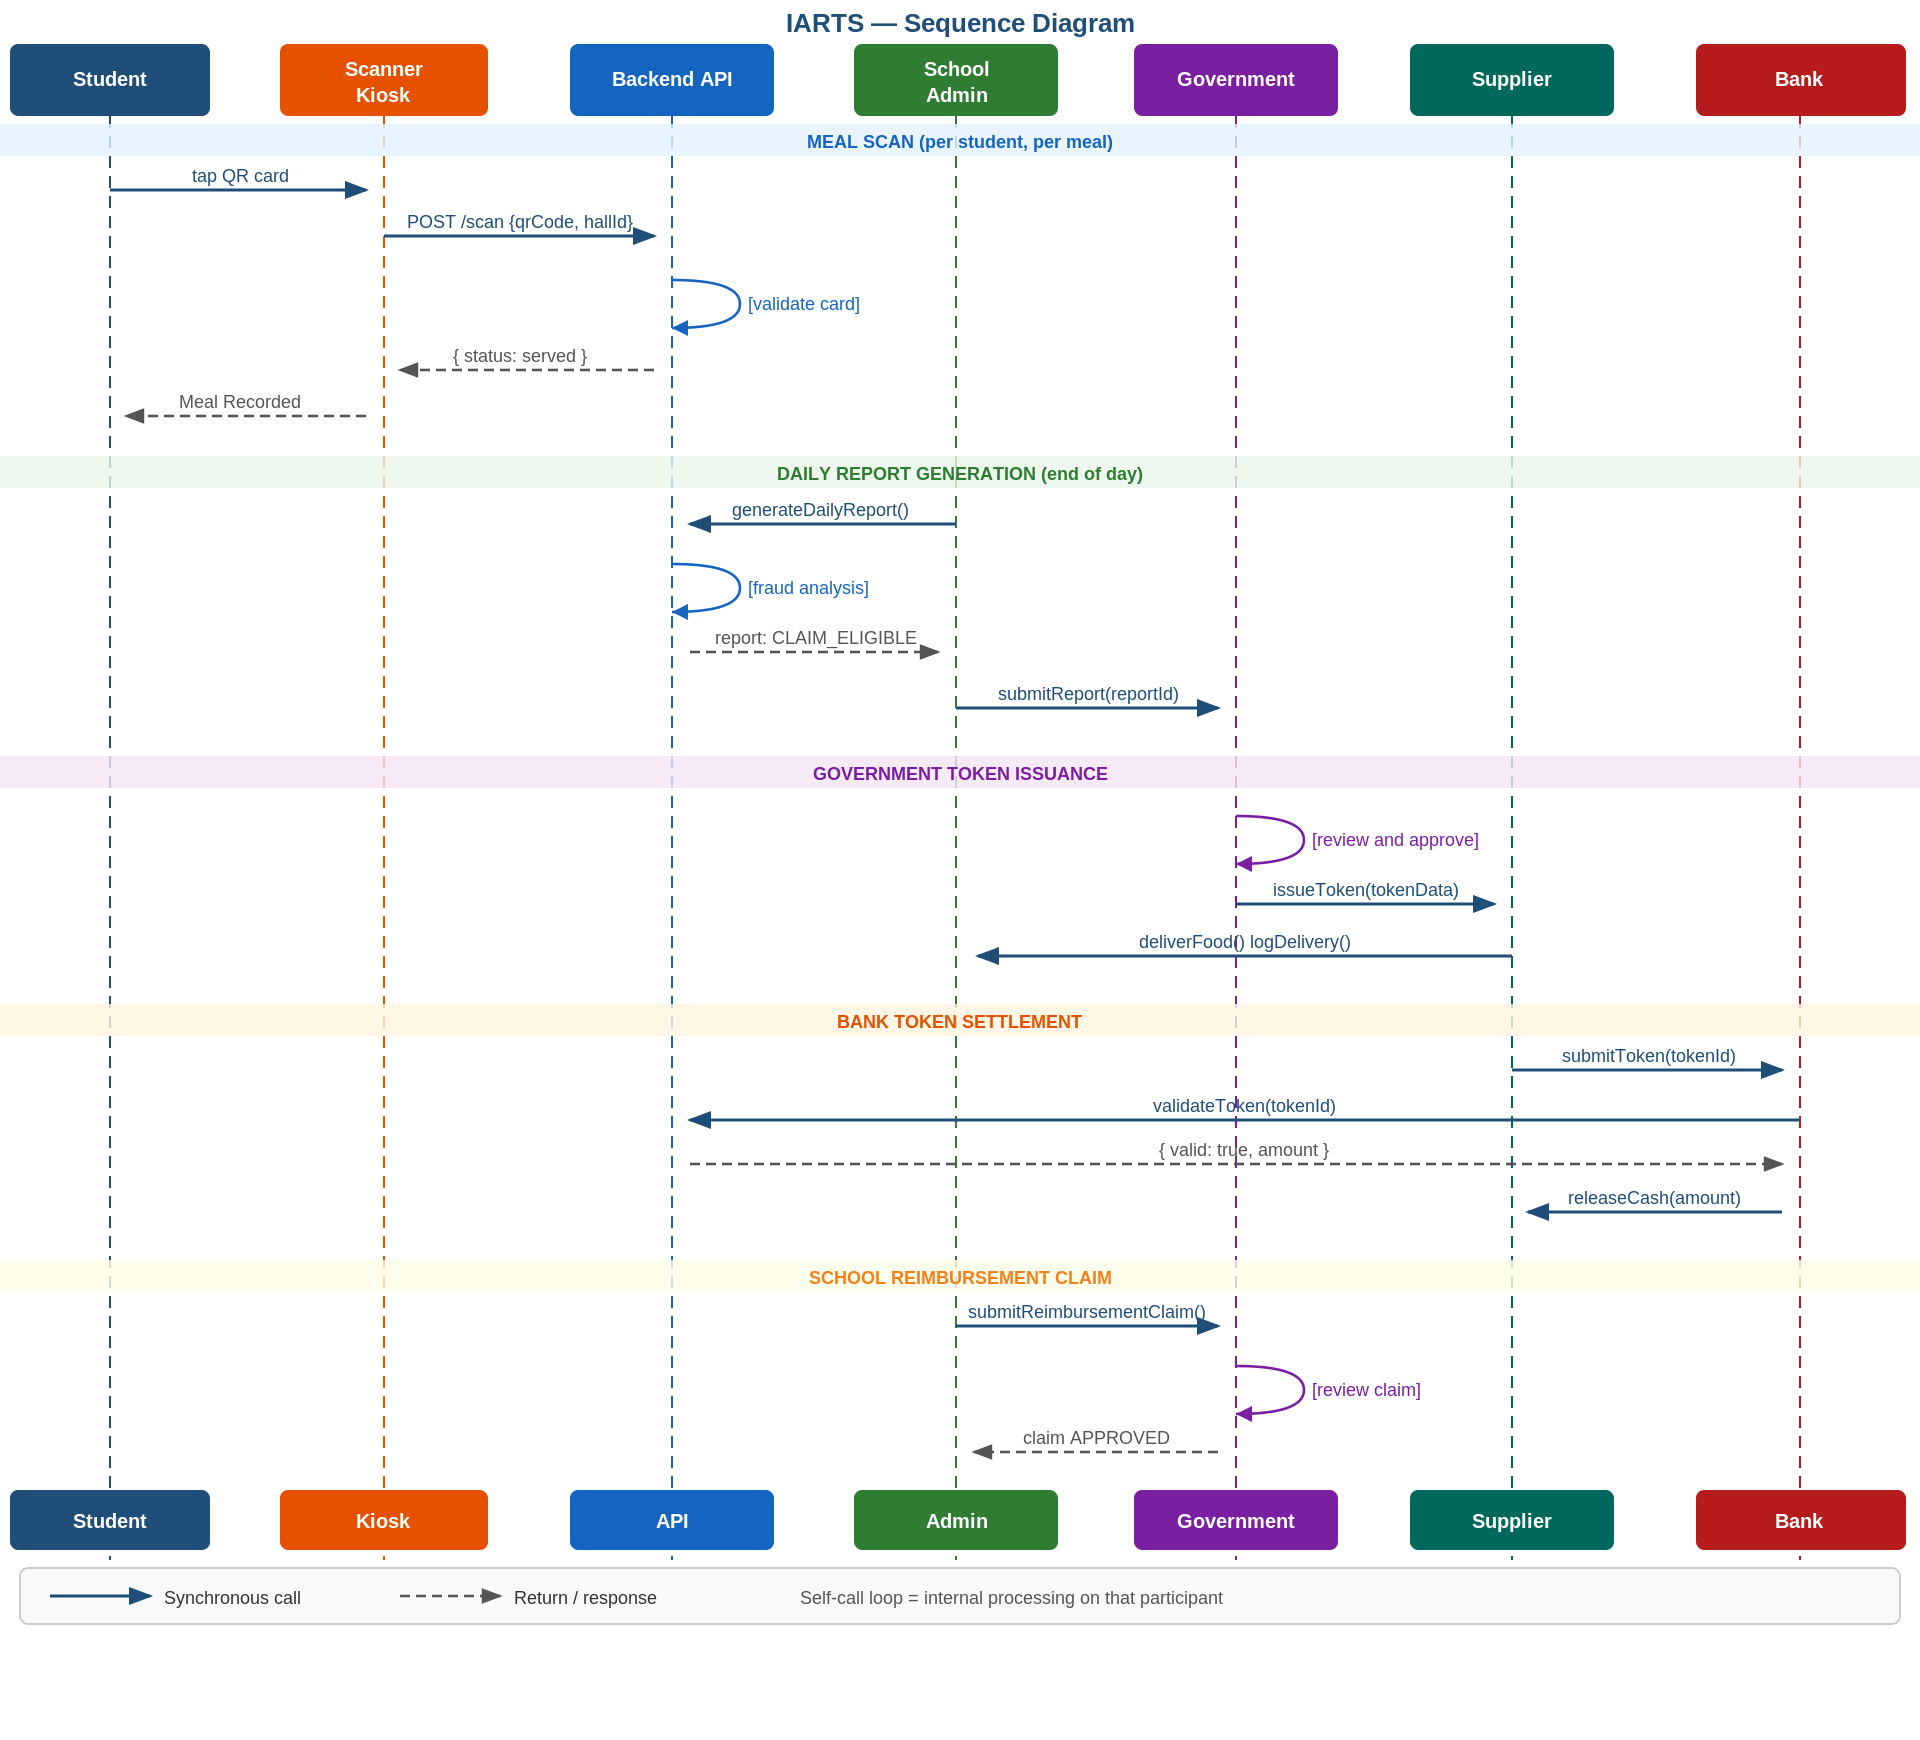 IARTS — Sequence Diagram
Student
Scanner
Kiosk
Backend API
School
Admin
Government
Supplier
Bank
MEAL SCAN (per student, per meal)
tap QR card
POST /scan {qrCode, hallId}
[validate card]
{ status: served }
Meal Recorded
DAILY REPORT GENERATION (end of day)
generateDailyReport()
[fraud analysis]
report: CLAIM_ELIGIBLE
submitReport(reportId)
GOVERNMENT TOKEN ISSUANCE
[review and approve]
issueToken(tokenData)
deliverFood() logDelivery()
BANK TOKEN SETTLEMENT
submitToken(tokenId)
validateToken(tokenId)
{ valid: true, amount }
releaseCash(amount)
SCHOOL REIMBURSEMENT CLAIM
submitReimbursementClaim()
[review claim]
claim APPROVED
Student
Kiosk
API
Admin
Government
Supplier
Bank
Synchronous call
Return / response
Self-call loop = internal processing on that participant